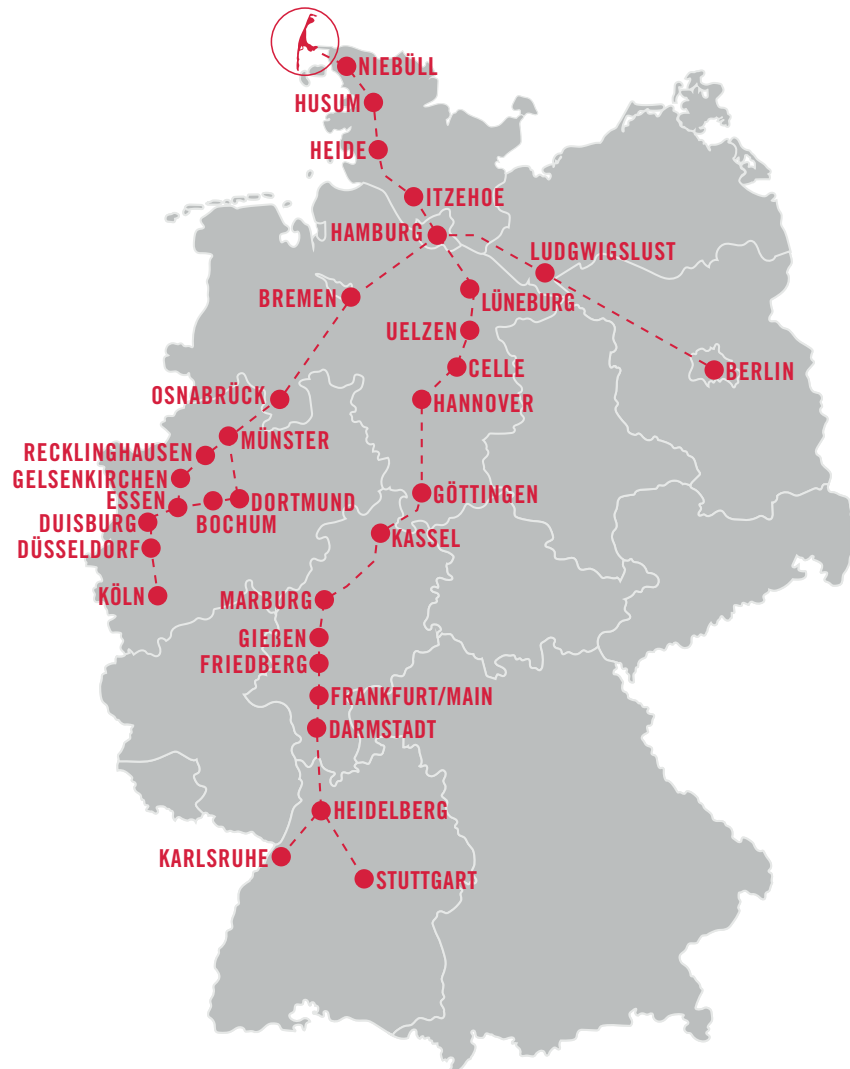 NIEBÜLL
HUSUM
HEIDE
ITZEHOE
HAMBURG
LUDGWIGSLUST
BREMEN
LÜNEBURG
UELZEN
CELLE
BERLIN
OSNABRÜCK
HANNOVER
MÜNSTER
RECKLINGHAUSEN
GELSENKIRCHEN
ESSEN
DORTMUND
GÖTTINGEN
DUISBURG
BOCHUM
KASSEL
DÜSSELDORF
KÖLN
MARBURG
GIEßEN
FRIEDBERG
FRANKFURT/MAIN
DARMSTADT
HEIDELBERG
KARLSRUHE
STUTTGART